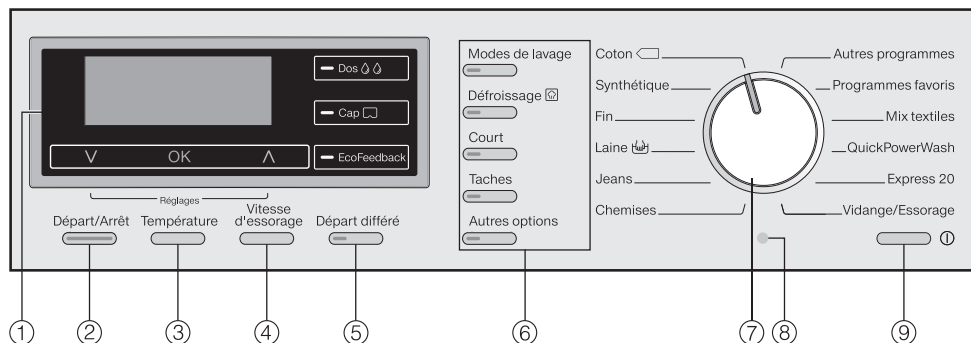 Dos
Cap
EcoFeedback
OK
Réglages
Départ/Arrêt
Température
Vitesse
d'essorage
Départ différé
Modes de lavage
Défroissage
Court
Taches
Autres options
Coton
Synthétique
Fin
Laine
Jeans
Chemises
Autres programmes
Programmes favoris
Mix textiles
QuickPowerWash
Express 20
Vidange/Essorage
① ② ③ ④ ⑤ ⑥ ⑦ ⑧ ⑨